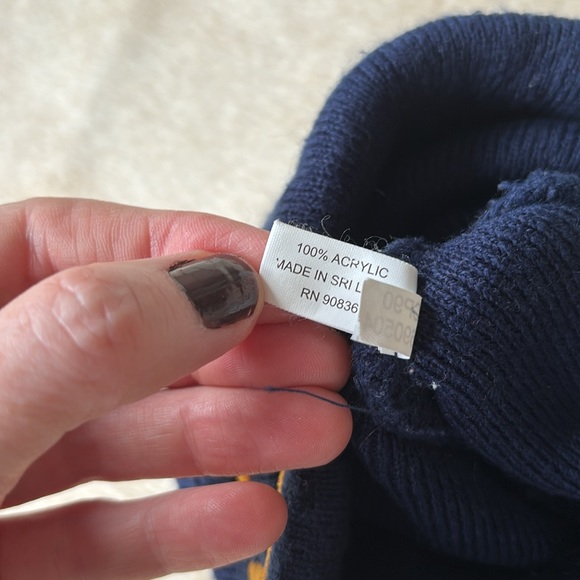 100% ACRYLIC
MADE IN SRI L
RN 90836